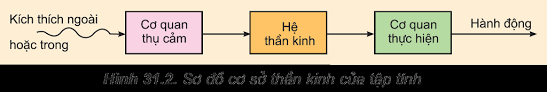 Kích thích ngoài
hoặc trong
Cơ quan
thụ cảm
Hệ
thần kinh
Cơ quan
thực hiện
Hành động
Hình 31.2. Sơ đồ cơ sở thần kinh của tập tính